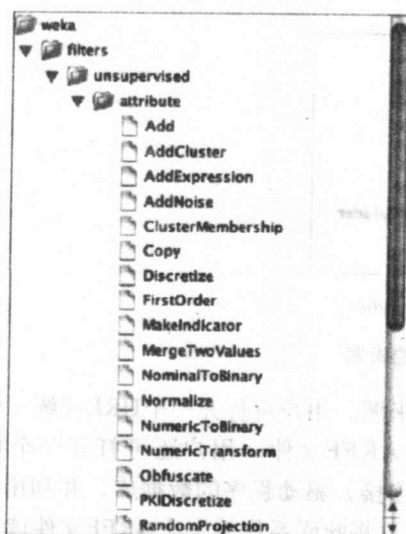 weka
filters
unsupervised
attribute
Add
AddCluster
AddExpression
AddNoise
ClusterMembership
Copy
Discretize
FirstOrder
MakeIndicator
MergeTwoValues
NominalToBinary
Normalize
NumericToBinary
NumericTransform
Obfuscate
PKIDiscretize
RandomProjection